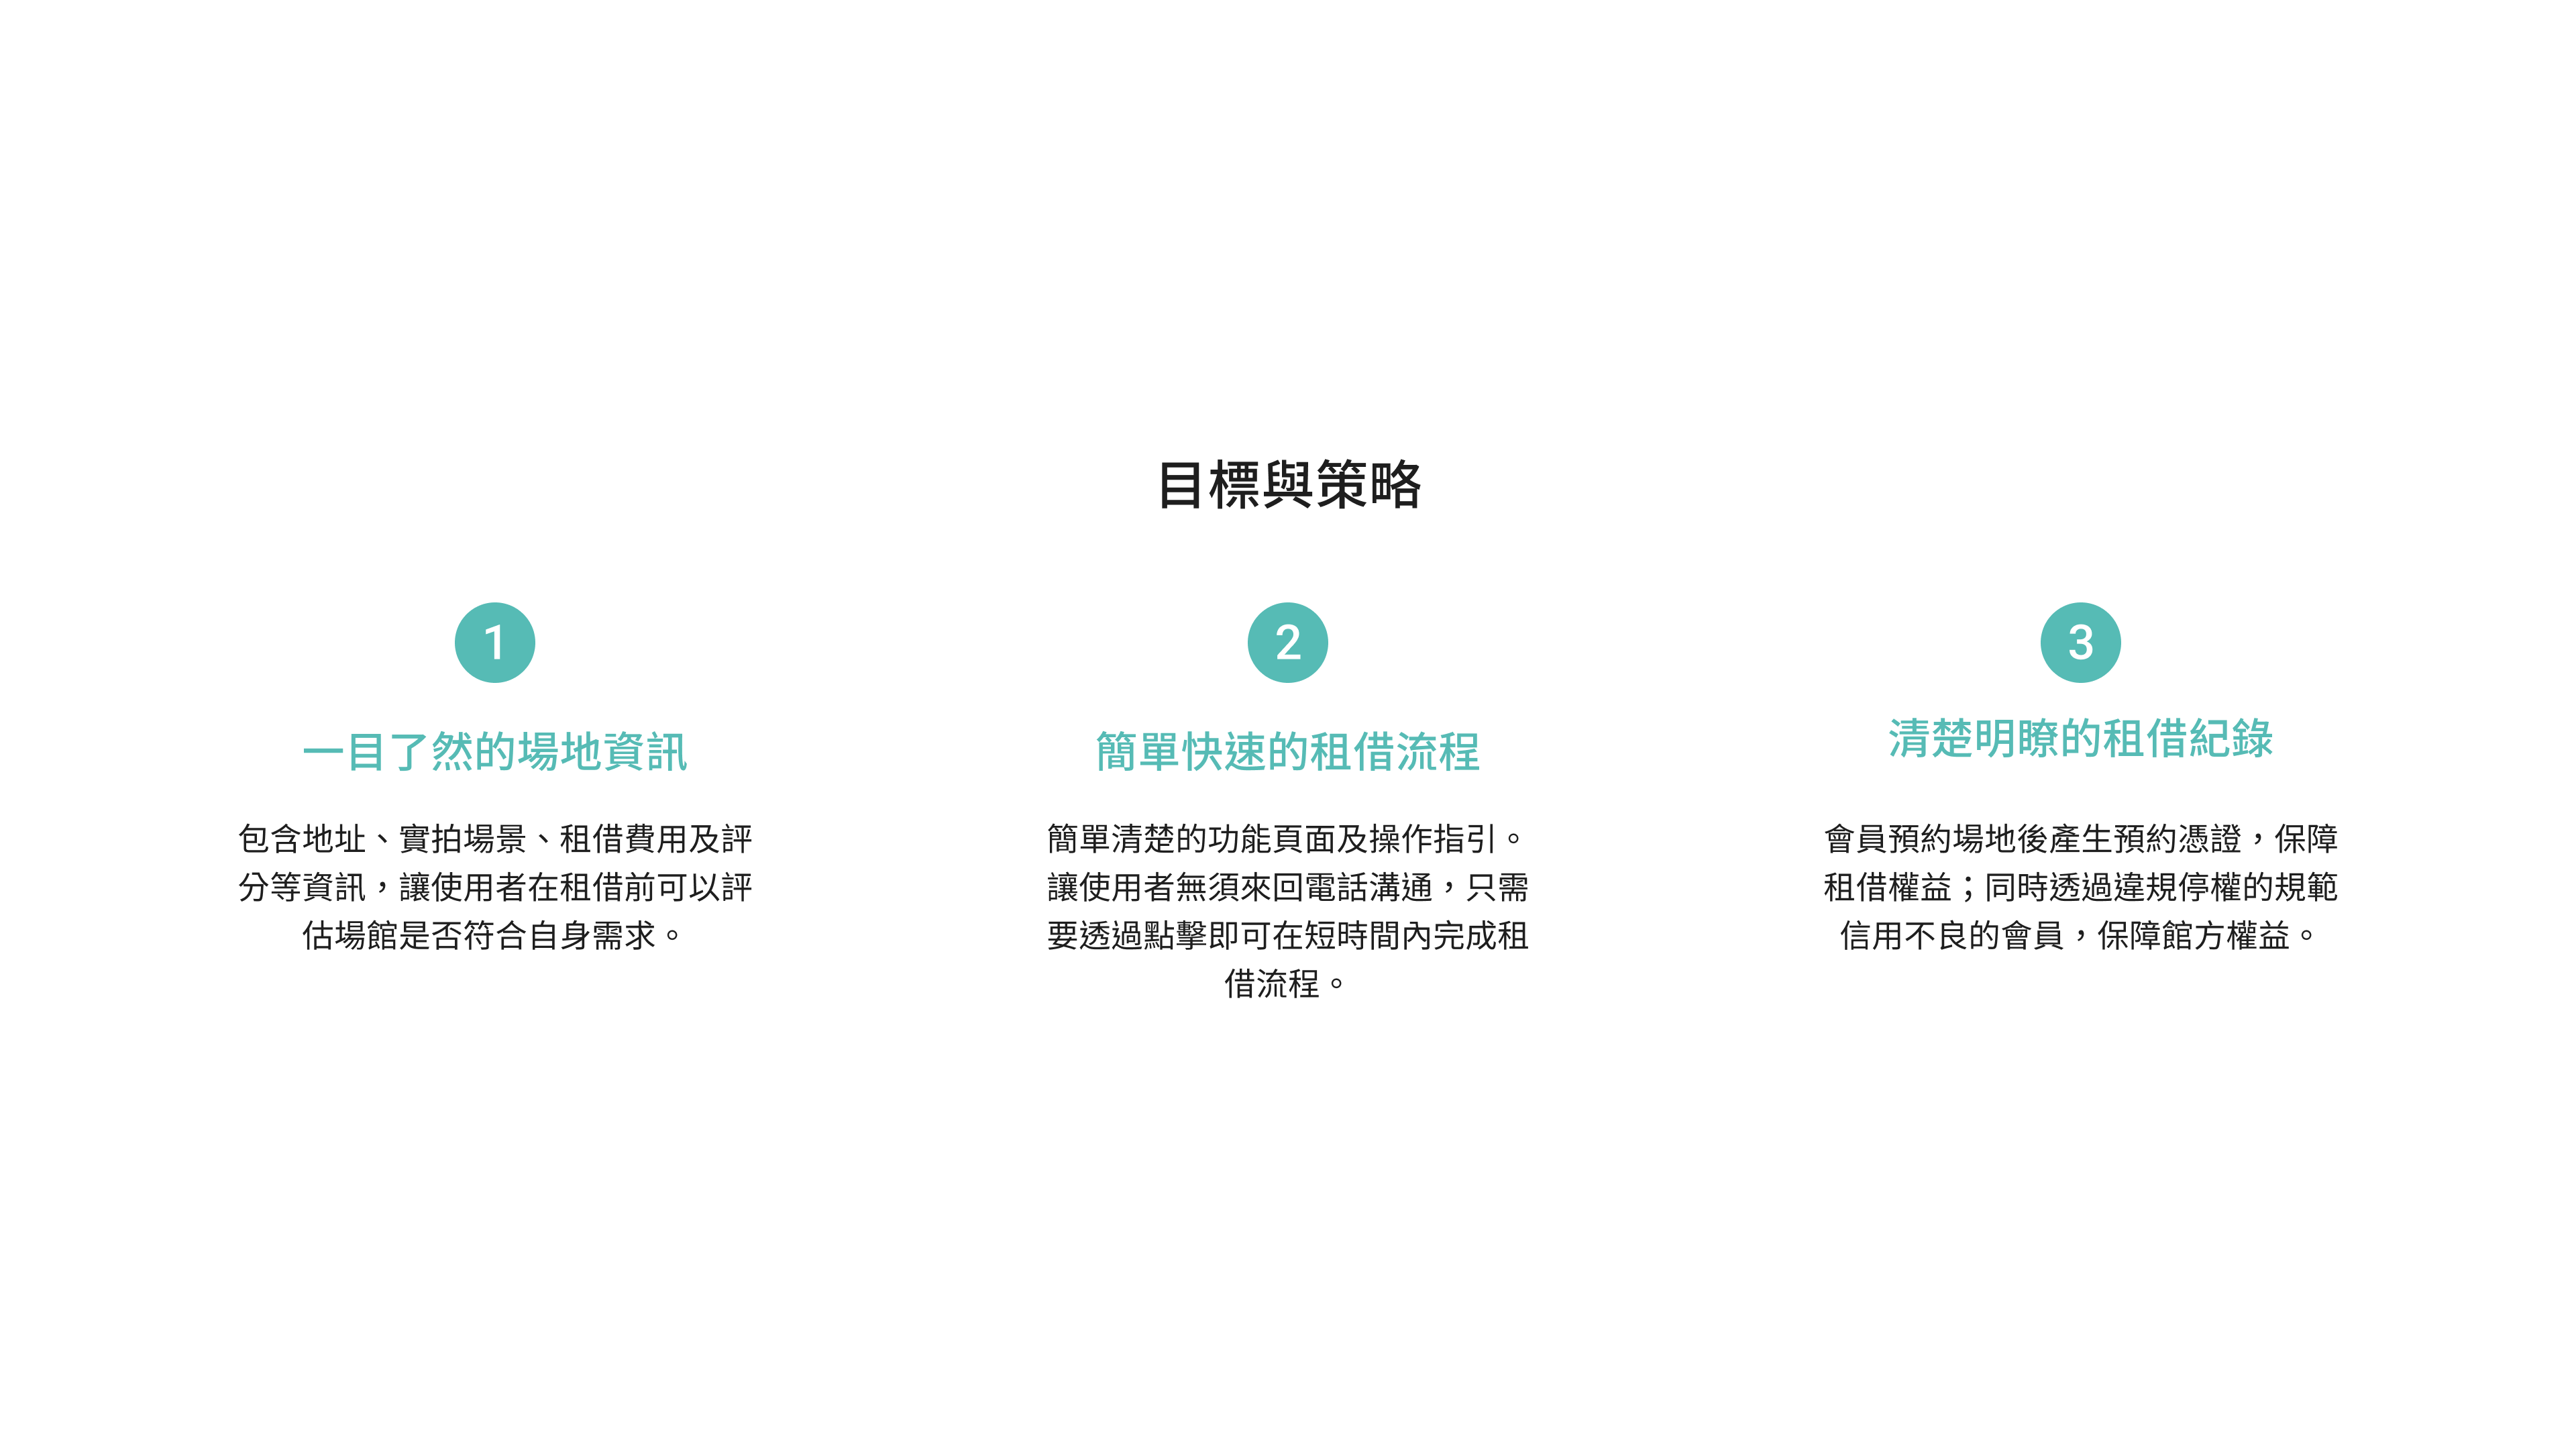 目標與策略
1
一目了然的場地資訊
包含地址、實拍場景、租借費用及評
分等資訊，讓使用者在租借前可以評
估場館是否符合自身需求。
2
簡單快速的租借流程
簡單清楚的功能頁面及操作指引。
讓使用者無須來回電話溝通，只需
要透過點擊即可在短時間內完成租
借流程。
3
清楚明瞭的租借紀錄
會員預約場地後產生預約憑證，保障
租借權益；同時透過違規停權的規範
信用不良的會員，保障館方權益。